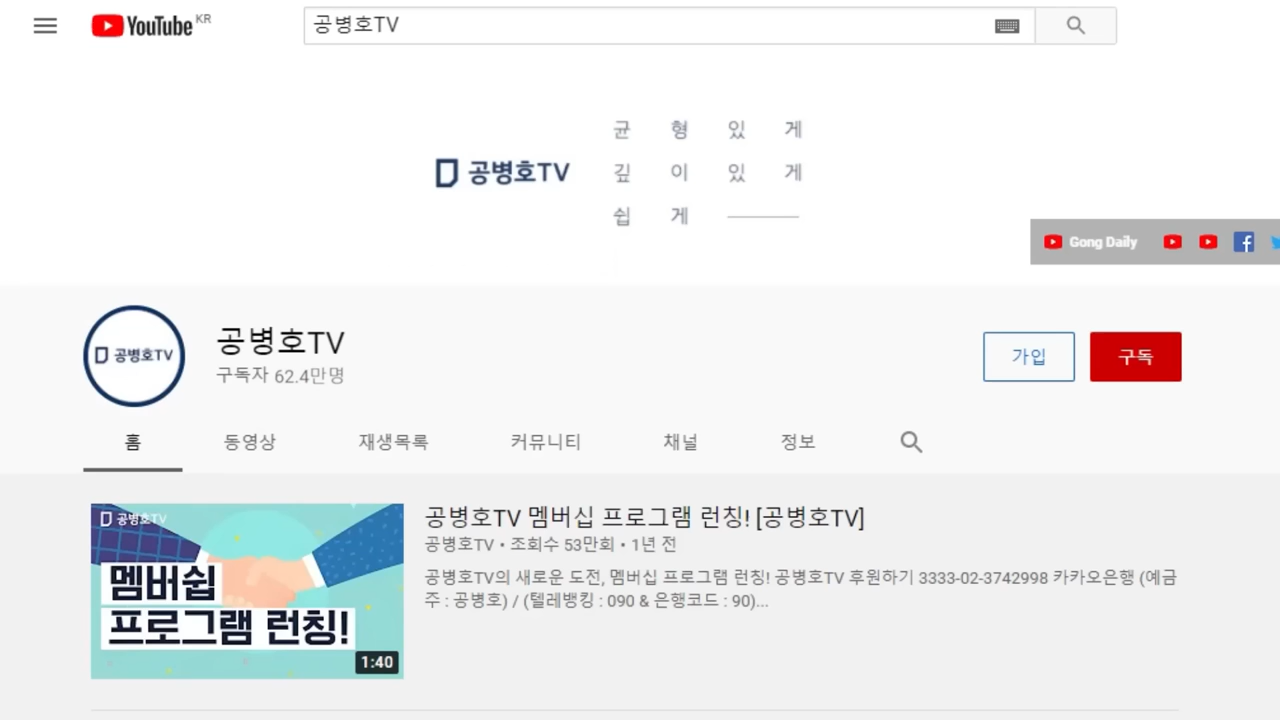 YouTube KR
공병호TV
공병호TV
균 형 있 게
깊 이 있 게
쉽 게
Gong Daily
공병호TV
공병호TV
구독자 62.4만명
가입
구독
홈 동영상 재생목록 커뮤니티 채널 정보
공병호TV
멤버쉽
프로그램 런칭!
1:40
공병호TV 멤버십 프로그램 런칭! [공병호TV]
공병호TV • 조회수 53만회 • 1년 전
공병호TV의 새로운 도전, 멤버십 프로그램 런칭! 공병호TV 후원하기 3333-02-3742998 카카오은행 (예금
주 : 공병호) / (텔레뱅킹 : 090 & 은행코드 : 90)...